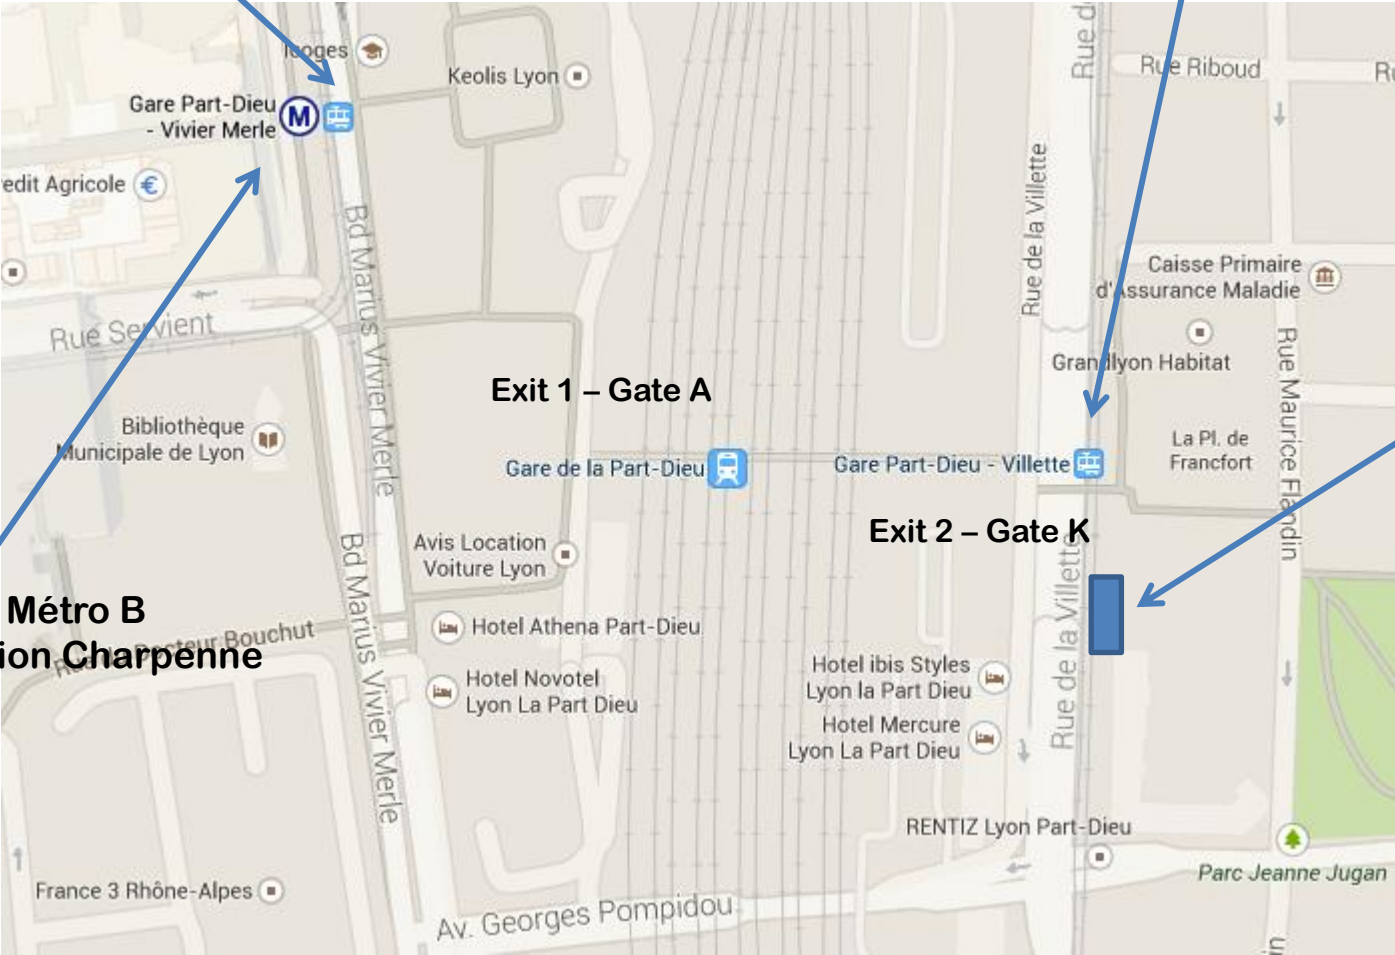 Icoges
Keolis Lyon
Rue Riboud
Gare Part-Dieu
- Vivier Merle
M
edit Agricole
€
Bd Marius Vivier Merle
Rue de la Villette
Caisse Primaire
d'Assurance Maladie
Rue Servient
Grandlyon Habitat
Rue Maurice Flandin
Exit 1 – Gate A
Bibliothèque
Municipale de Lyon
La Pl. de
Francfort
Gare de la Part-Dieu
Gare Part-Dieu - Villette
Exit 2 – Gate K
Avis Location
Voiture Lyon
Bd Marius Vivier Merle
Rue de la Villette
Métro B
ion Charpenne
Hotel Athena Part-Dieu
Hotel Novotel
Lyon La Part Dieu
Hotel ibis Styles
Lyon la Part Dieu
Hotel Mercure
Lyon La Part Dieu
RENTIZ Lyon Part-Dieu
Parc Jeanne Jugan
France 3 Rhône-Alpes
Av. Georges Pompidou